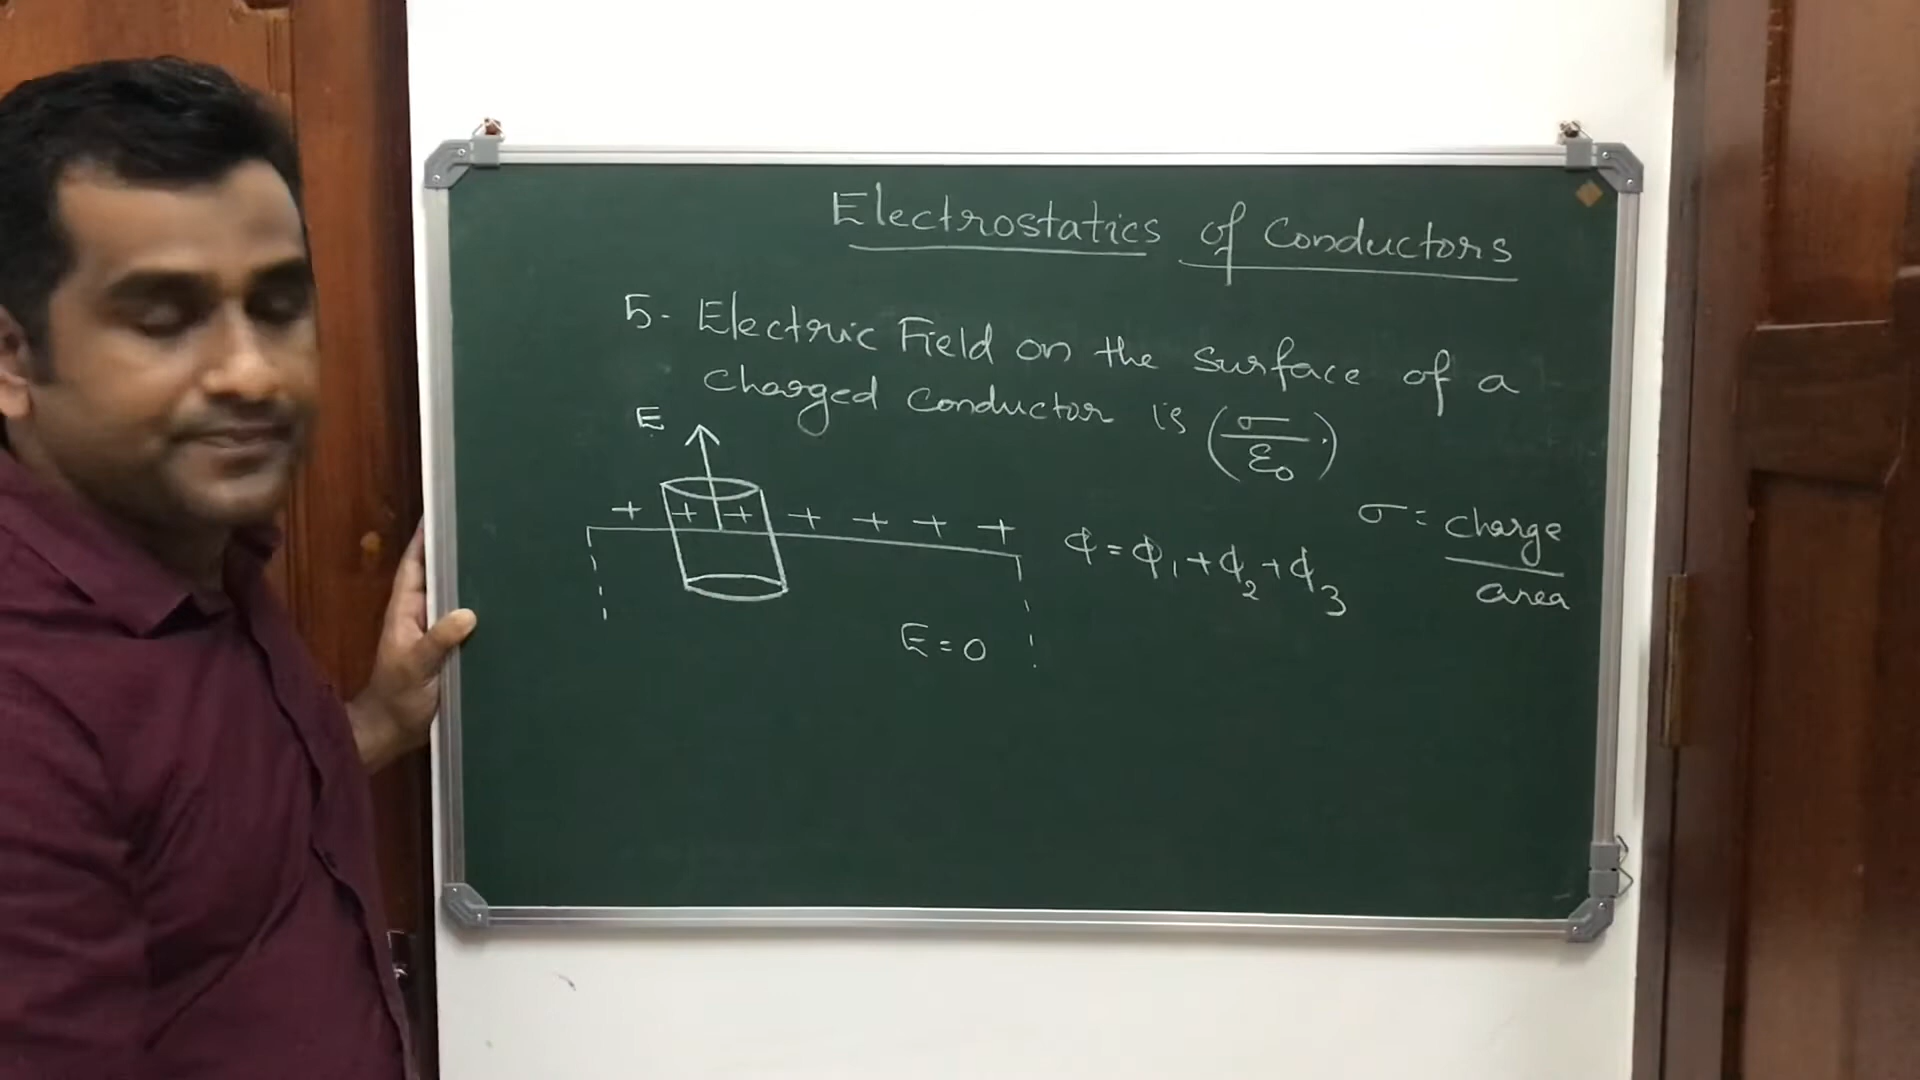 Electrostatics of Conductors
5. Electric Field on the surface of a
charged conductor is (σ/ε₀).
E
+ + + + + + +
φ = φ₁ + φ₂ + φ₃
σ = charge/area
E = 0